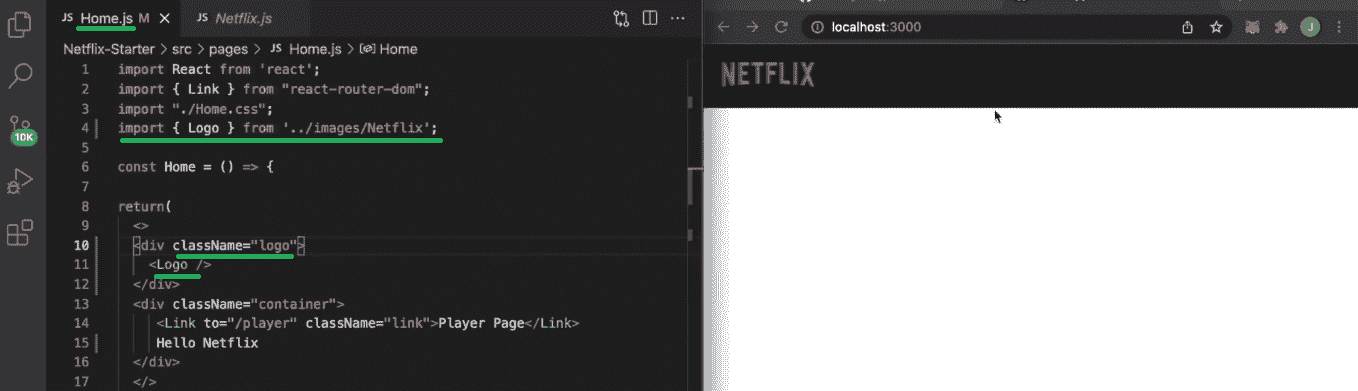 Home.js M
Netflix.js
localhost:3000
J
Netflix-Starter > src > pages > JS Home.js > Home
NETFLIX
1 import React from 'react';
2 import { Link } from "react-router-dom";
3 import "./Home.css";
4 import { Logo } from '../images/Netflix';
5
6 const Home = () => {
7
8 return(
9 <>
10 <div className="logo">
11 <Logo />
12 </div>
13 <div className="container">
14 <Link to="/player" className="link">Player Page</Link>
15 Hello Netflix
16 </div>
17 </>
10K